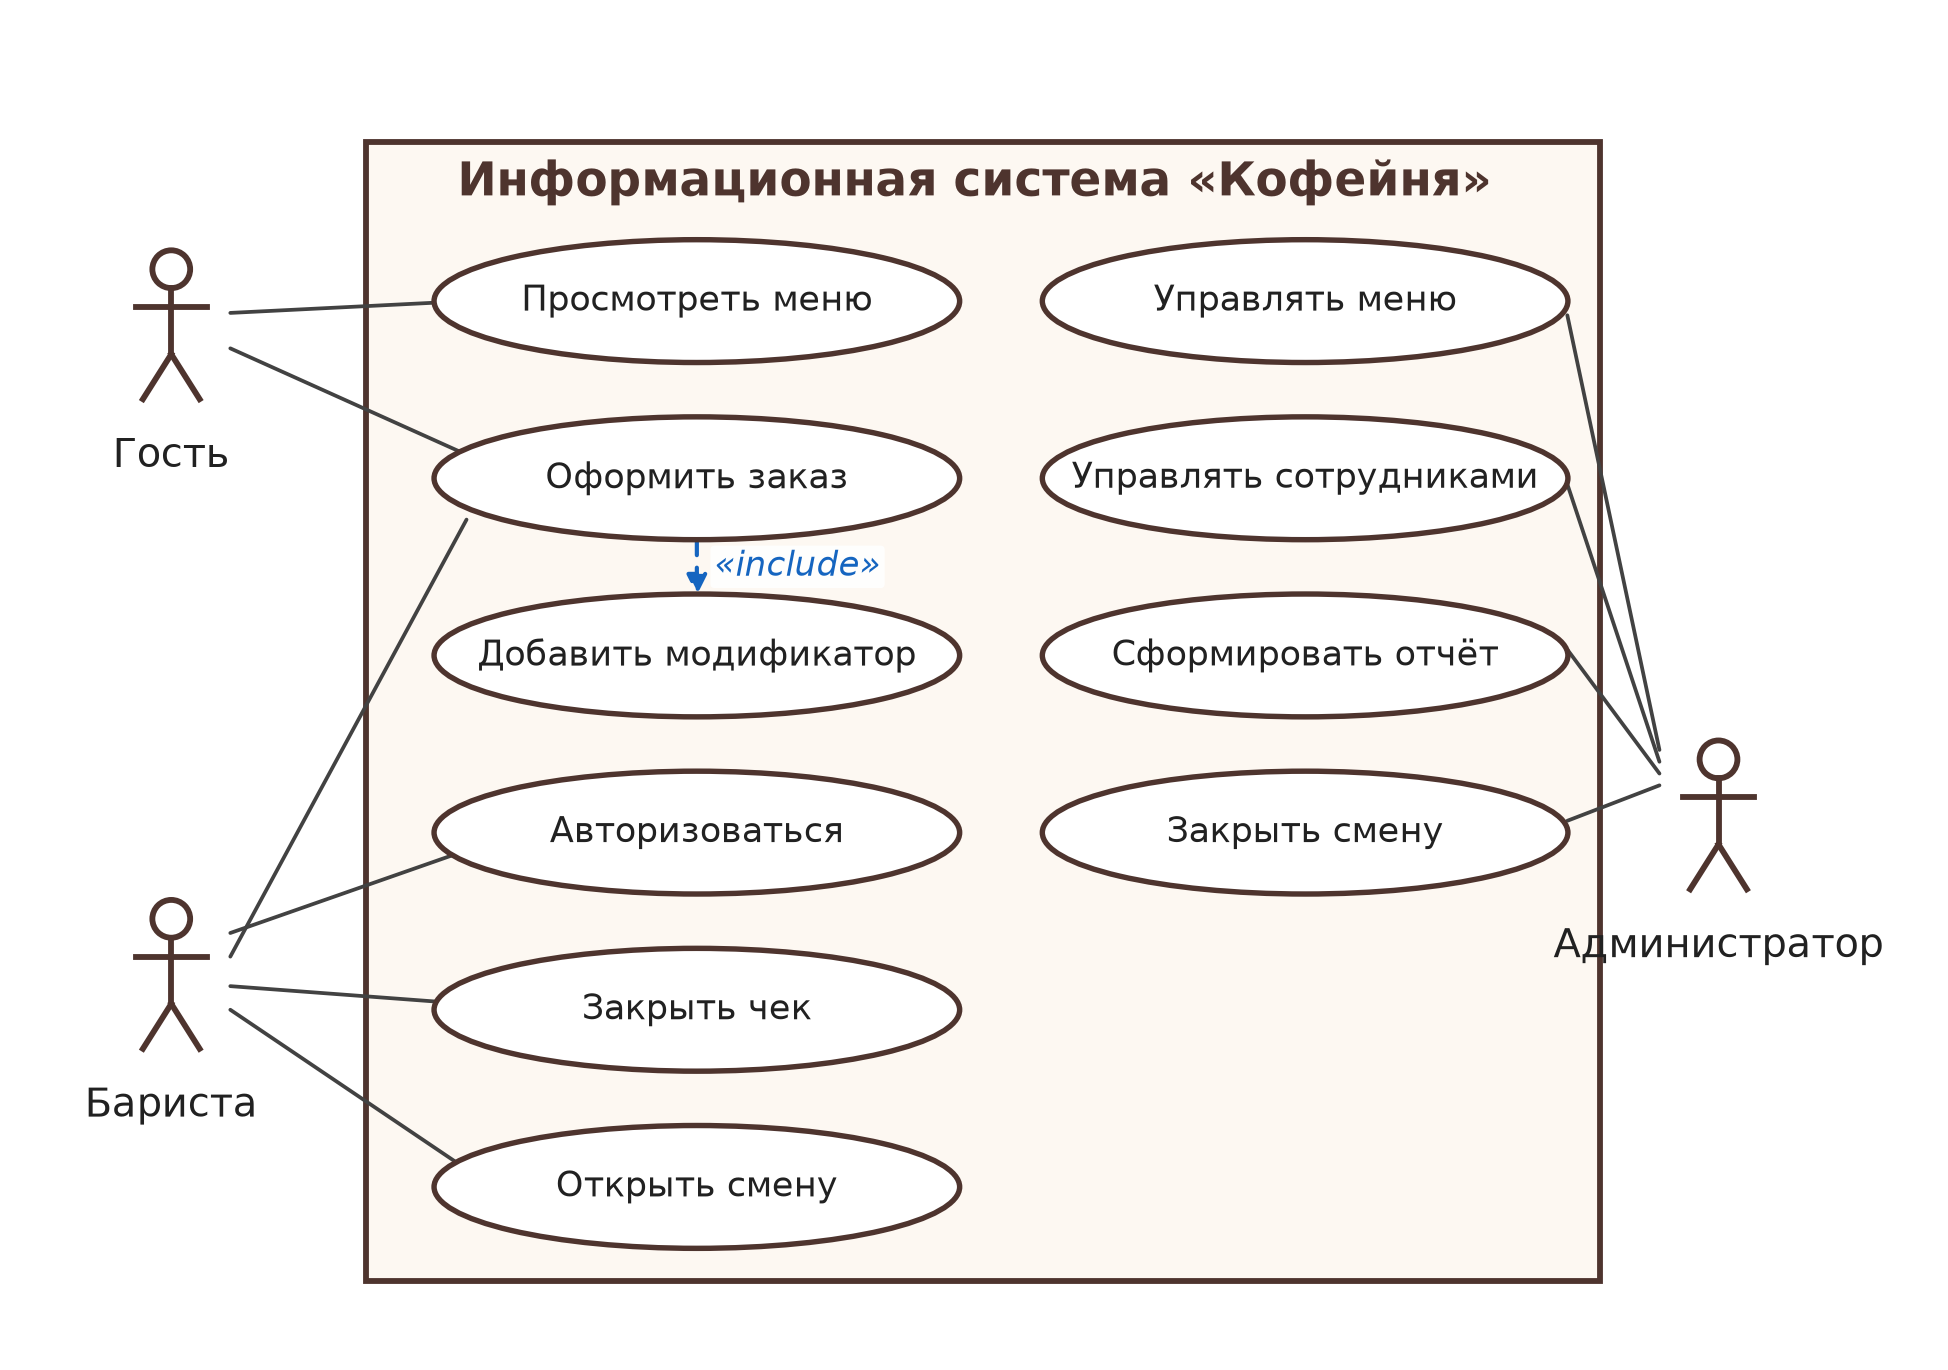 Информационная система «Кофейня»
Просмотреть меню
Управлять меню
Гость
Оформить заказ
Управлять сотрудниками
«include»
Добавить модификатор
Сформировать отчёт
Авторизоваться
Закрыть смену
Администратор
Закрыть чек
Бариста
Открыть смену